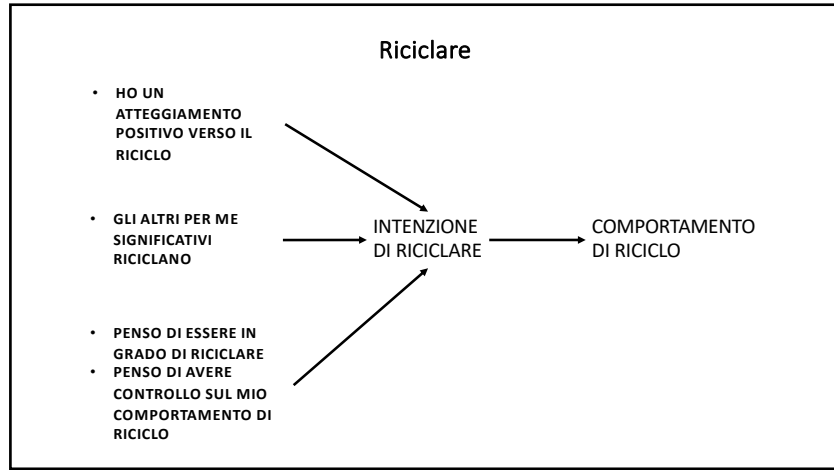 Riciclare
• HO UN
ATTEGGIAMENTO
POSITIVO VERSO IL
RICICLO
• GLI ALTRI PER ME
SIGNIFICATIVI
RICICLANO
INTENZIONE
DI RICICLARE
COMPORTAMENTO
DI RICICLO
• PENSO DI ESSERE IN
GRADO DI RICICLARE
• PENSO DI AVERE
CONTROLLO SUL MIO
COMPORTAMENTO DI
RICICLO